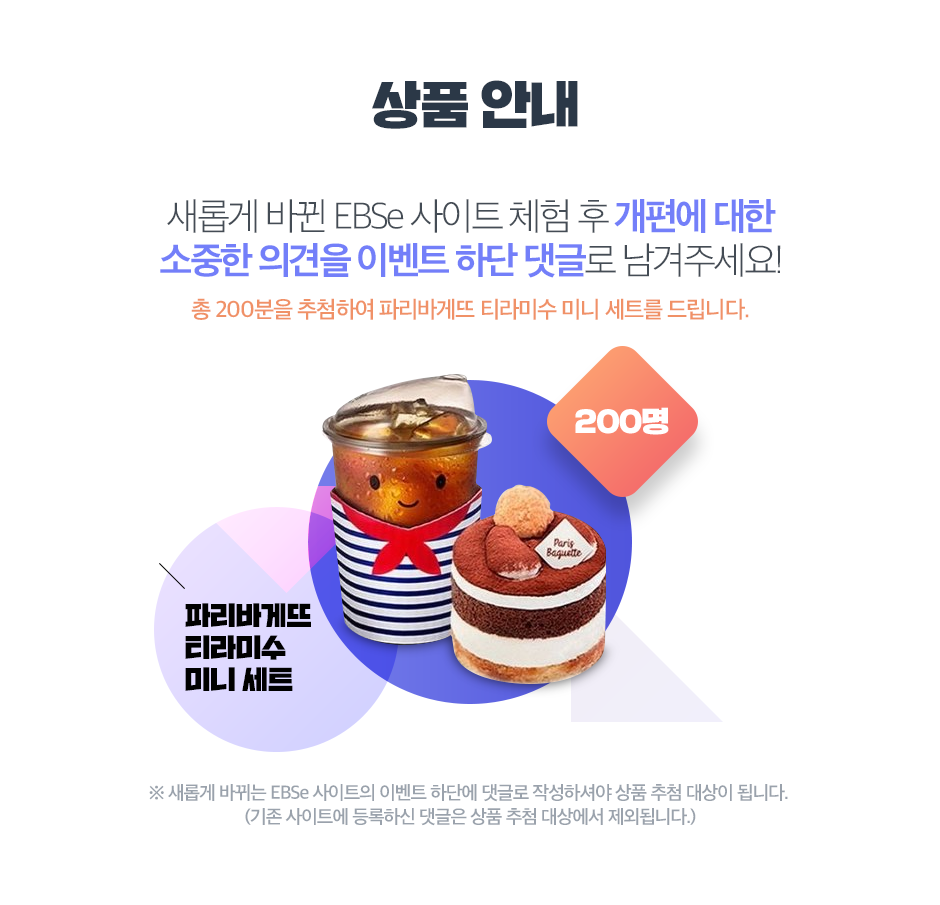 상품 안내
새롭게 바뀐 EBSe 사이트 체험 후 개편에 대한
소중한 의견을 이벤트 하단 댓글로 남겨주세요!
총 200분을 추첨하여 파리바게뜨 티라미수 미니 세트를 드립니다.
200명
Paris
Baguette
파리바게뜨
티라미수
미니 세트
※ 새롭게 바뀌는 EBSe 사이트의 이벤트 하단에 댓글로 작성하셔야 상품 추첨 대상이 됩니다.
(기존 사이트에 등록하신 댓글은 상품 추첨 대상에서 제외됩니다.)